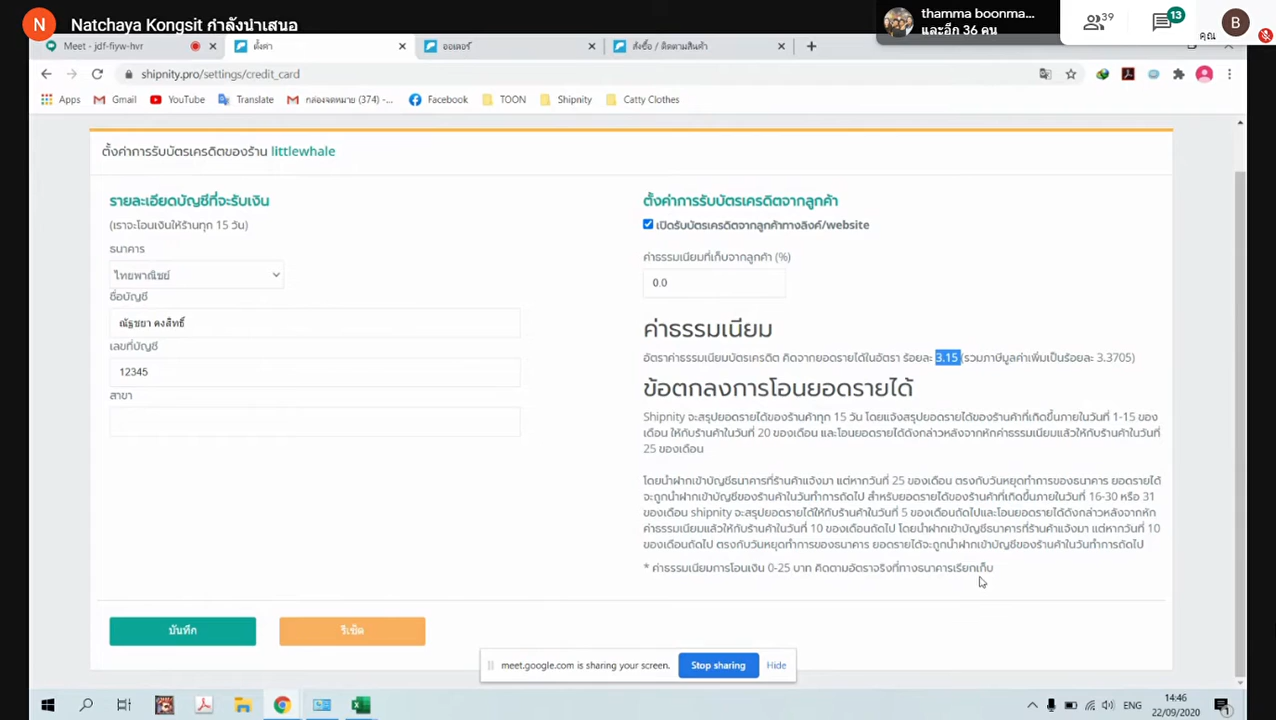 N
Natchaya Kongsit กำลังนำเสนอ
thamma boonma...
และอีก 36 คน
39
13
คุณ
B
Meet - jdf-fiyw-hvr
ตั้งค่า
ออเดอร์
สั่งซื้อ / ติดตามสินค้า
shipnity.pro/settings/credit_card
Apps
Gmail
YouTube
Translate
กล่องจดหมาย (374) -...
Facebook
TOON
Shipnity
Catty Clothes
ตั้งค่าการรับบัตรเครดิตของร้าน littlewhale
รายละเอียดบัญชีที่จะรับเงิน
(เราจะโอนเงินให้ร้านทุก 15 วัน)
ธนาคาร
ไทยพาณิชย์
ชื่อบัญชี
ณัฐชยา คงสิทธิ์
เลขที่บัญชี
12345
สาขา
บันทึก
รีเซ็ต
ตั้งค่าการรับบัตรเครดิตจากลูกค้า
เปิดรับบัตรเครดิตจากลูกค้าทางลิงค์/website
ค่าธรรมเนียมที่เก็บจากลูกค้า (%)
0.0
ค่าธรรมเนียม
อัตราค่าธรรมเนียมบัตรเครดิต คิดจากยอดรายได้ในอัตรา ร้อยละ 3.15 (รวมภาษีมูลค่าเพิ่มเป็นร้อยละ 3.3705)
ข้อตกลงการโอนยอดรายได้
Shipnity จะสรุปยอดรายได้ของร้านค้าทุก 15 วัน โดยแจ้งสรุปยอดรายได้ของร้านค้าที่เกิดขึ้นภายในวันที่ 1-15 ของ
เดือน ให้กับร้านค้าในวันที่ 20 ของเดือน และโอนยอดรายได้ดังกล่าวหลังจากหักค่าธรรมเนียมแล้วให้กับร้านค้าในวันที่
25 ของเดือน
โดยนำฝากเข้าบัญชีธนาคารที่ร้านค้าแจ้งมา แต่หากวันที่ 25 ของเดือน ตรงกับวันหยุดทำการของธนาคาร ยอดรายได้
จะถูกนำฝากเข้าบัญชีของร้านค้าในวันทำการถัดไป สำหรับยอดรายได้ของร้านค้าที่เกิดขึ้นภายในวันที่ 16-30 หรือ 31
ของเดือน shipnity จะสรุปยอดรายได้ให้กับร้านค้าในวันที่ 5 ของเดือนถัดไปและโอนยอดรายได้ดังกล่าวหลังจากหัก
ค่าธรรมเนียมแล้วให้กับร้านค้าในวันที่ 10 ของเดือนถัดไป โดยนำฝากเข้าบัญชีธนาคารที่ร้านค้าแจ้งมา แต่หากวันที่ 10
ของเดือนถัดไป ตรงกับวันหยุดทำการของธนาคาร ยอดรายได้จะถูกนำฝากเข้าบัญชีของร้านค้าในวันทำการถัดไป
* ค่าธรรมเนียมการโอนเงิน 0-25 บาท คิดตามอัตราจริงที่ทางธนาคารเรียกเก็บ
meet.google.com is sharing your screen.
Stop sharing
Hide
ENG
14:46
22/09/2020
1